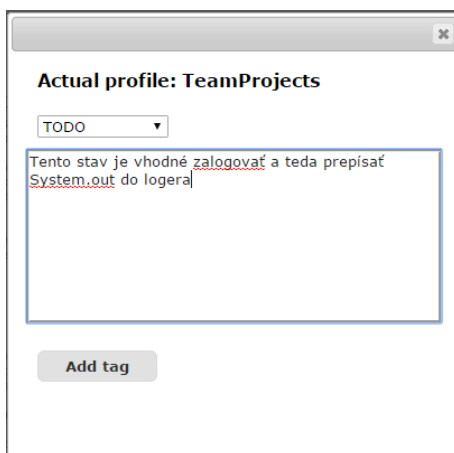 Actual profile: TeamProjects
TODO
Tento stav je vhodné zalogovať a teda prepísať
System.out do logera
Add tag